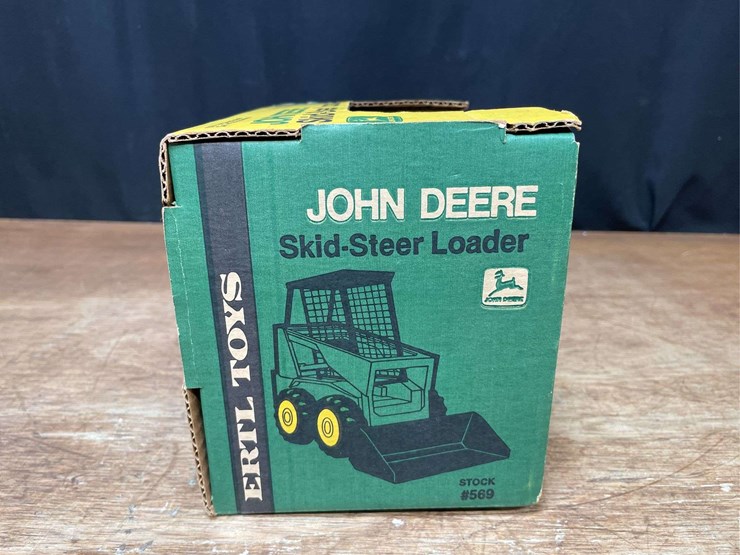 JOHN DEERE
Skid-Steer Loader
JOHN DEERE
ERTL TOYS
STOCK
#569